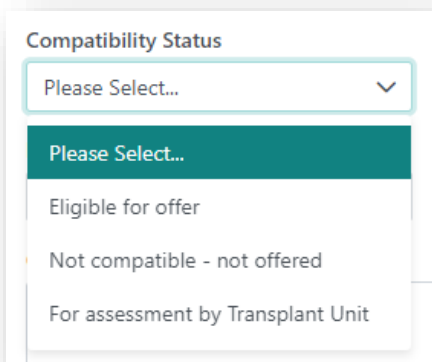 Compatibility Status
Please Select...
Please Select...
Eligible for offer
Not compatible - not offered
For assessment by Transplant Unit